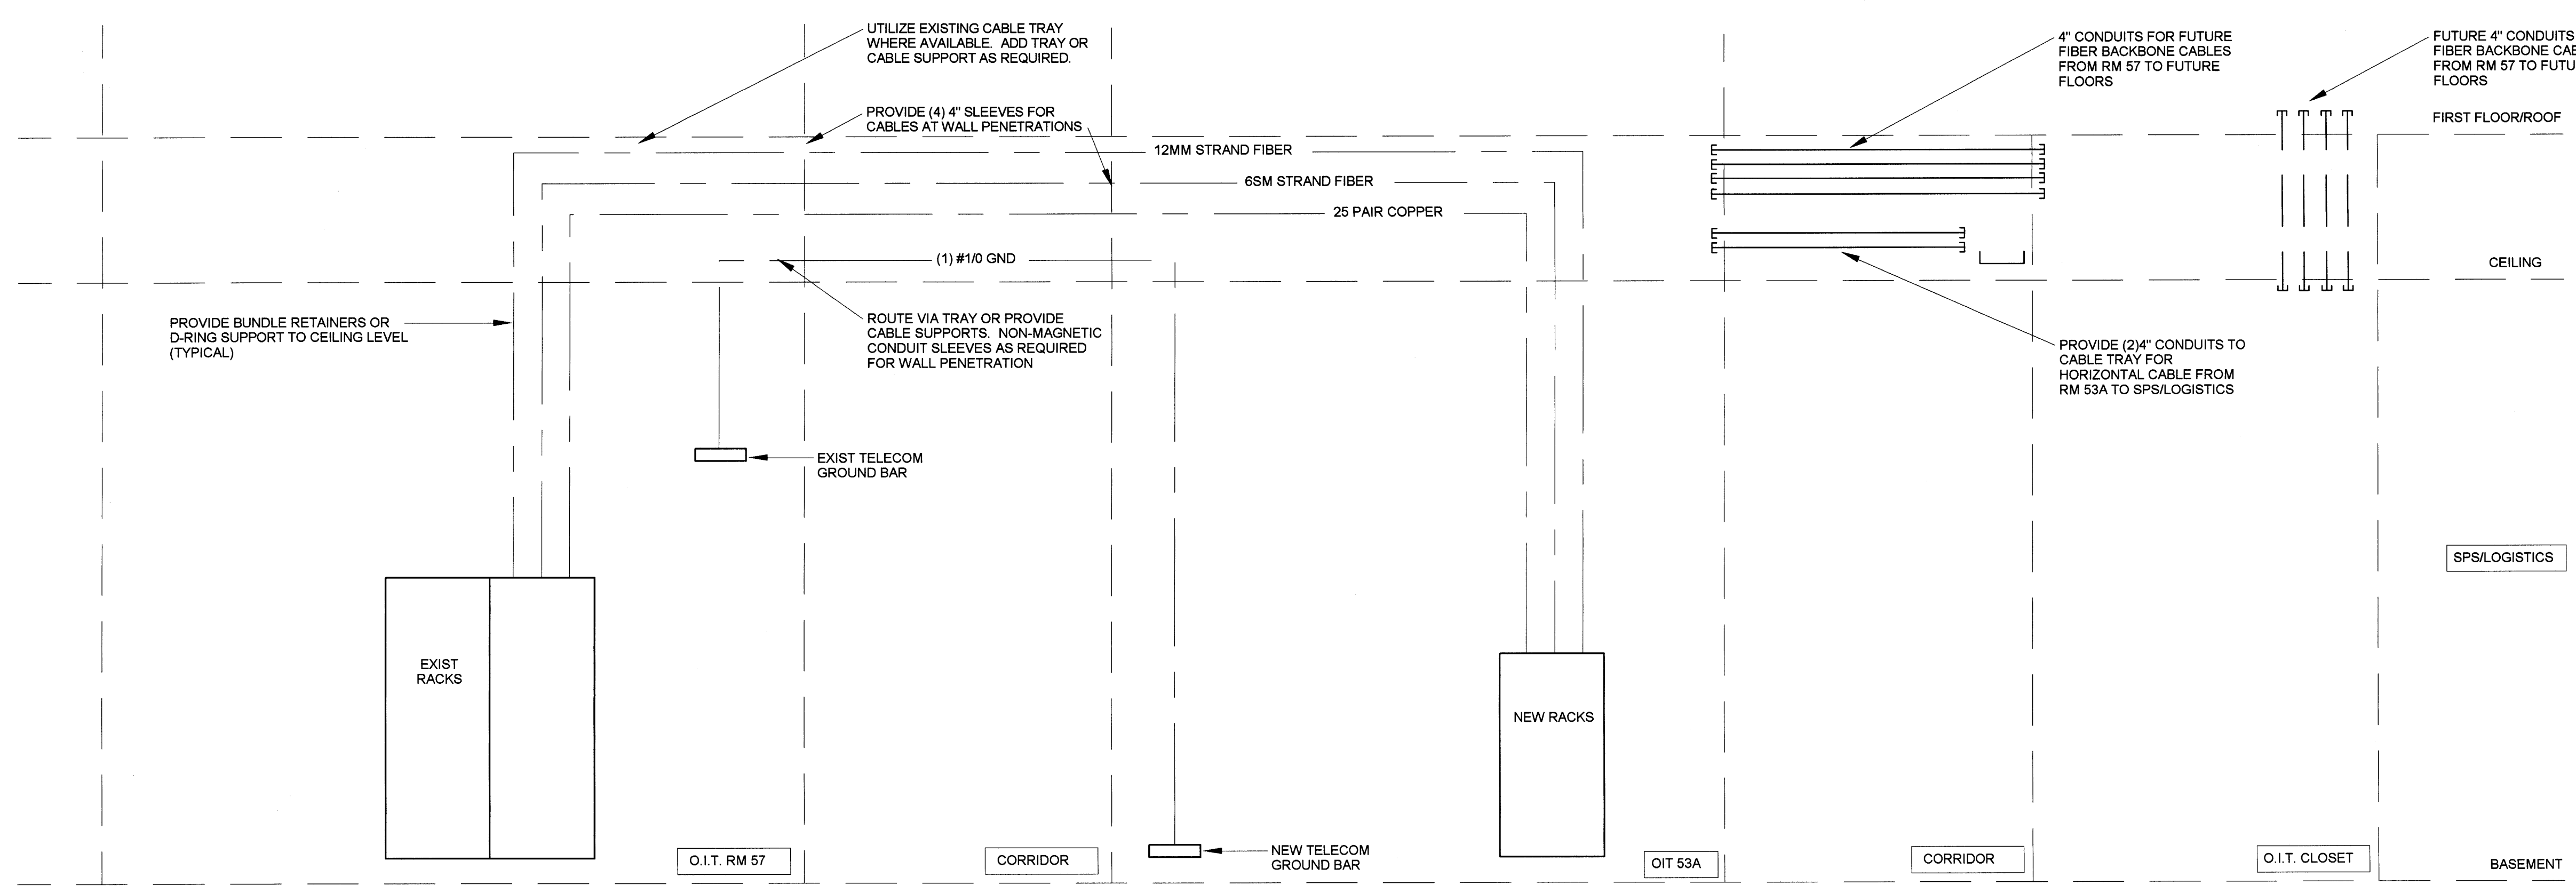 UTILIZE EXISTING CABLE TRAY
WHERE AVAILABLE. ADD TRAY OR
CABLE SUPPORT AS REQUIRED.
4" CONDUITS FOR FUTURE
FIBER BACKBONE CABLES
FROM RM 57 TO FUTURE
FLOORS
FUTURE 4" CONDUITS
FIBER BACKBONE
FROM RM 57 TO
FLOORS
PROVIDE (4) 4" SLEEVES FOR
CABLES AT WALL PENETRATIONS
FIRST FLOOR/ROOF
12MM STRAND FIBER
6SM STRAND FIBER
25 PAIR COPPER
(1) #1/0 GND
CEILING
PROVIDE BUNDLE RETAINERS OR
D-RING SUPPORT TO CEILING LEVEL
(TYPICAL)
ROUTE VIA TRAY OR PROVIDE
CABLE SUPPORTS. NON-MAGNETIC
CONDUIT SLEEVES AS REQUIRED
FOR WALL PENETRATION
PROVIDE (2)4" CONDUITS TO
CABLE TRAY FOR
HORIZONTAL CABLE FROM
RM 53A TO SPS/LOGISTICS
EXIST TELECOM
GROUND BAR
SPS/LOGISTICS
EXIST
RACKS
NEW RACKS
O.I.T. RM 57
CORRIDOR
NEW TELECOM
GROUND BAR
OIT 53A
CORRIDOR
O.I.T. CLOSET
BASEMENT